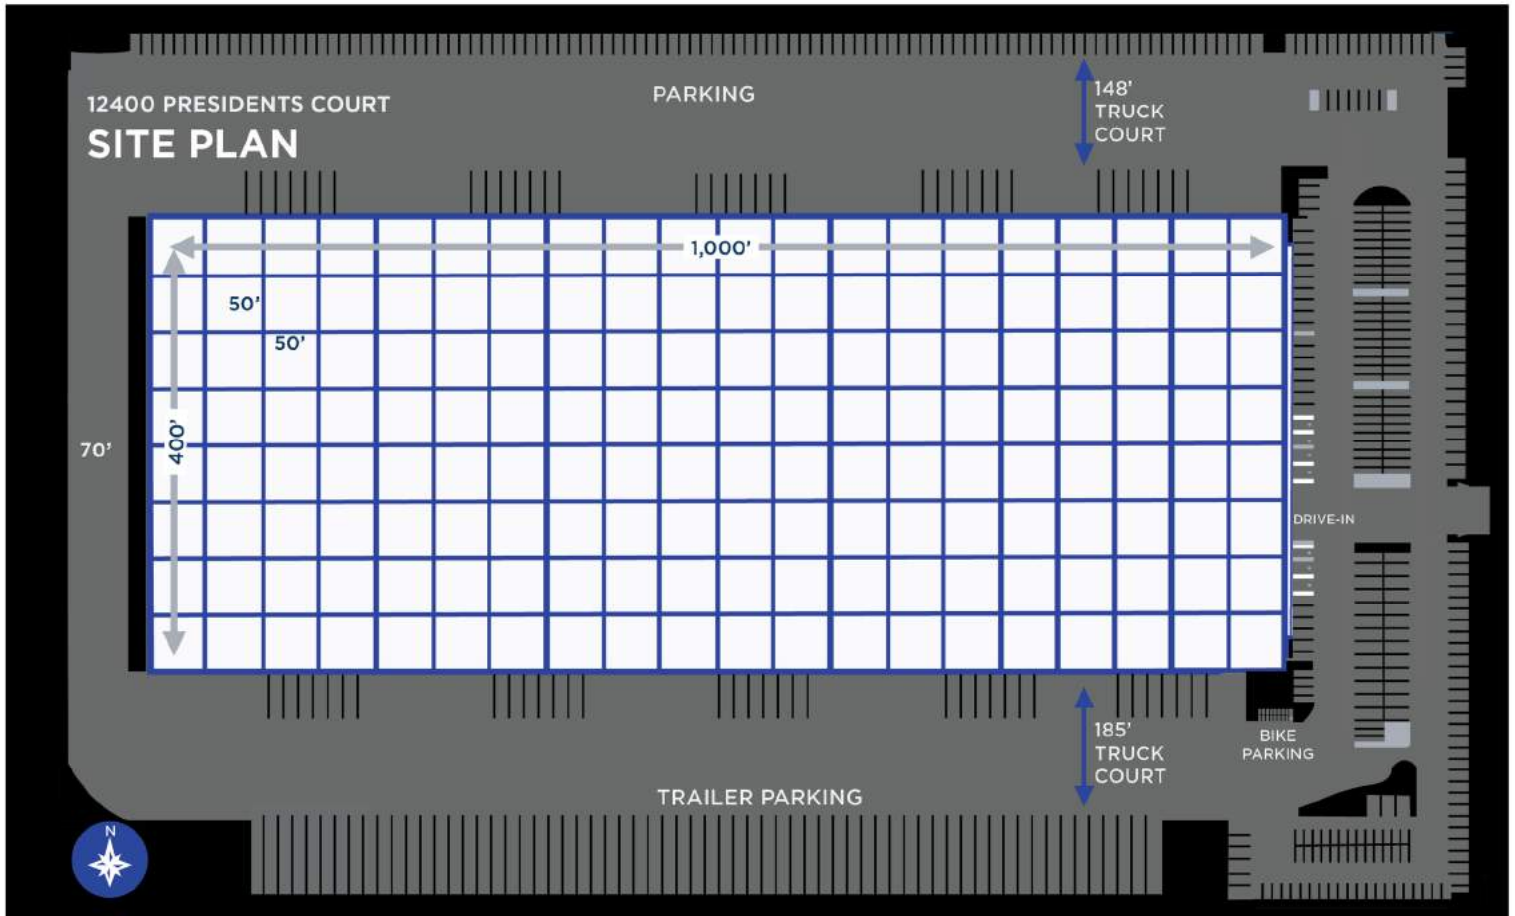 12400 PRESIDENTS COURT
SITE PLAN
PARKING
148'
TRUCK
COURT
1,000'
50'
50'
400'
70'
DRIVE-IN
185'
TRUCK
COURT
BIKE
PARKING
TRAILER PARKING
N